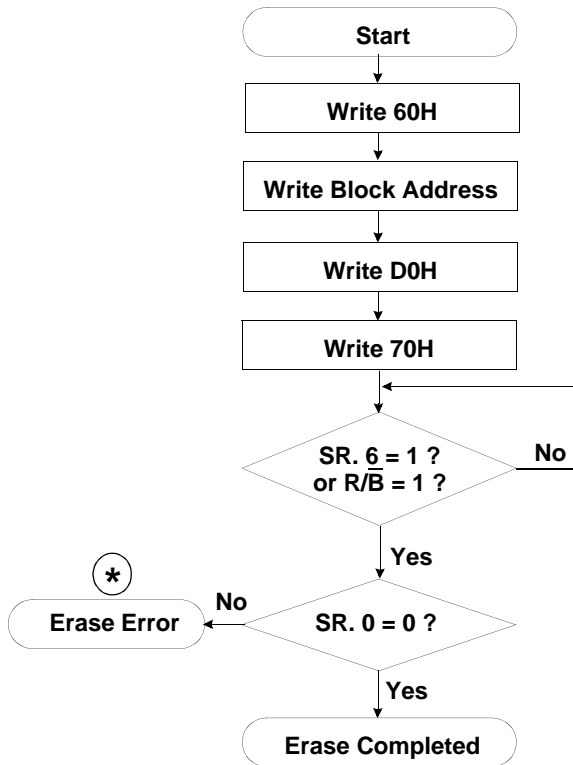 Start
Write 60H
Write Block Address
Write D0H
Write 70H
SR. 6 = 1 ?
or R/B̅ = 1 ?
No
Yes
*
No
Erase Error
SR. 0 = 0 ?
Yes
Erase Completed